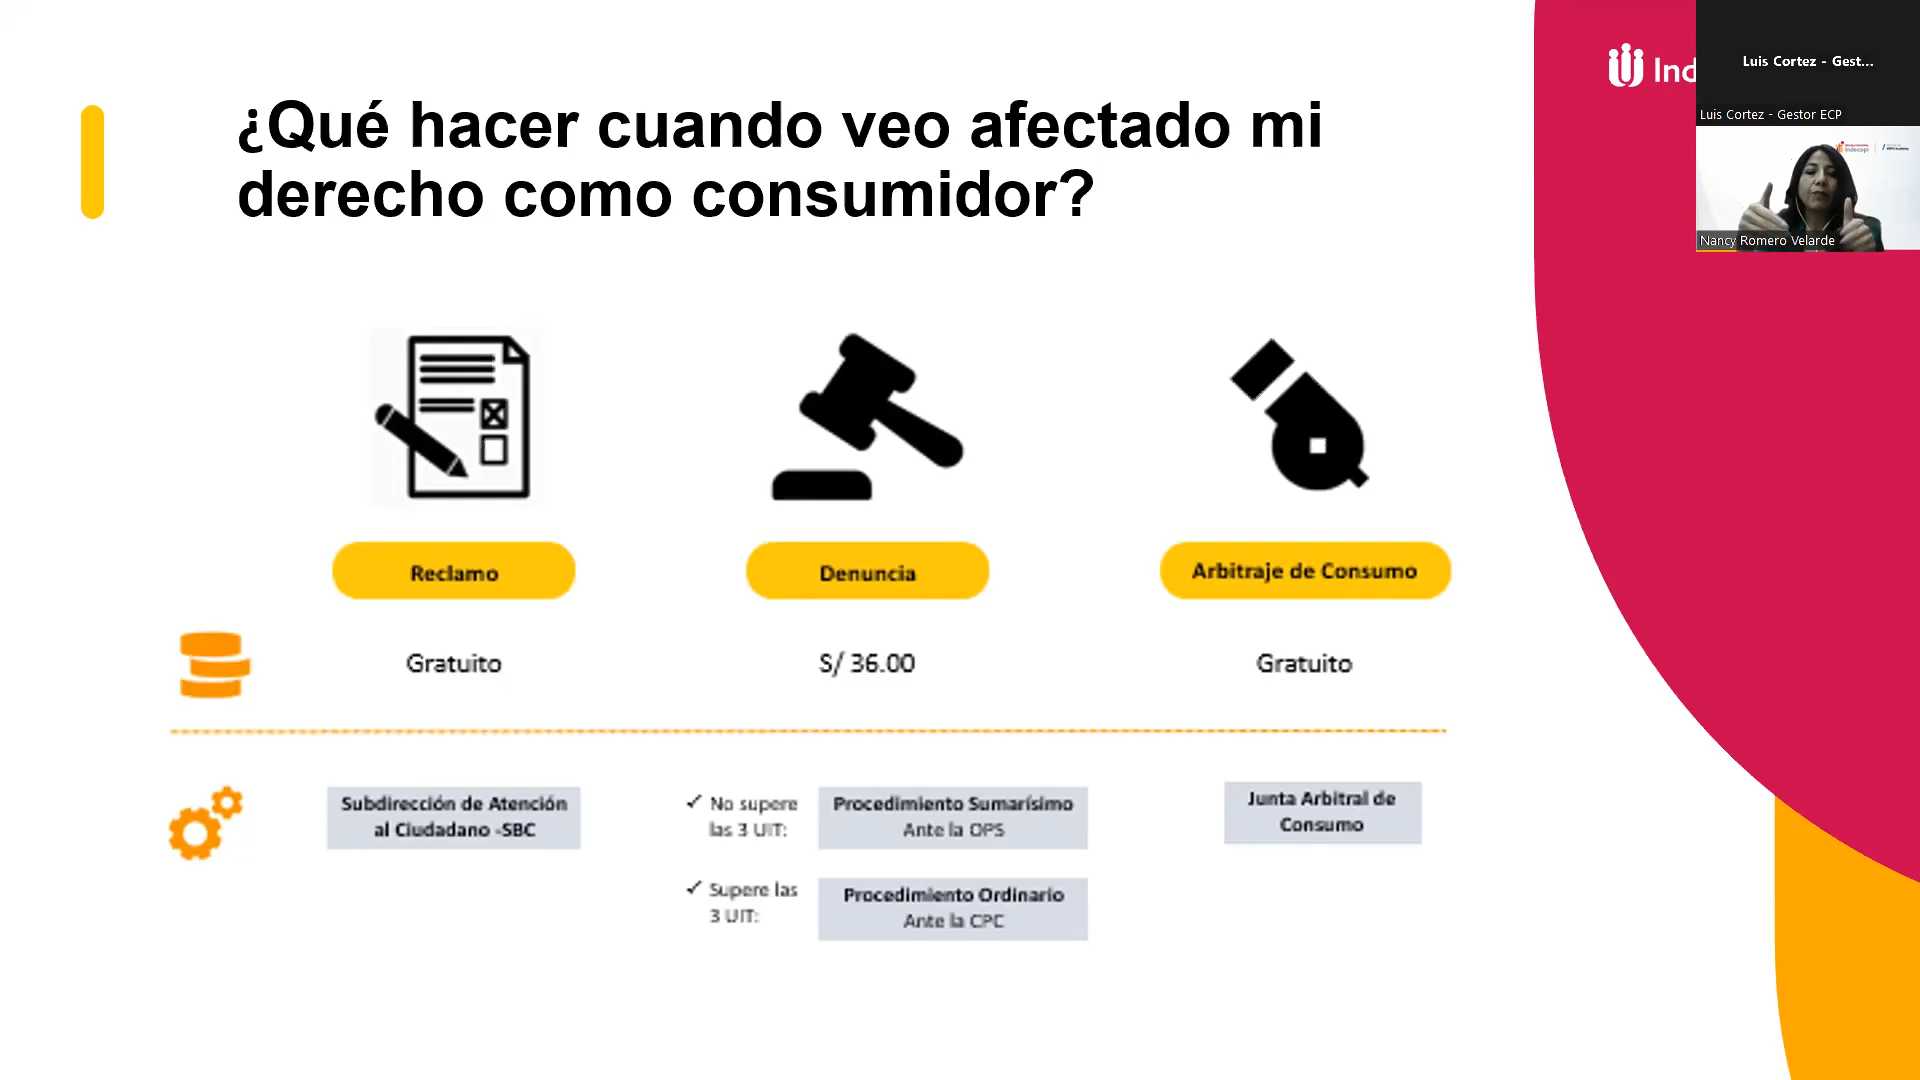 ¿Qué hacer cuando veo afectado mi
derecho como consumidor?
Ind
Luis Cortez - Gest...
Luis Cortez - Gestor ECP
Nancy Romero Velarde
Reclamo
Denuncia
Arbitraje de Consumo
Gratuito
S/ 36.00
Gratuito
Subdirección de Atención
al Ciudadano -SBC
✓ No supere
las 3 UIT:
Procedimiento Sumarísimo
Ante la OPS
✓ Supere las
3 UIT:
Procedimiento Ordinario
Ante la CPC
Junta Arbitral de
Consumo